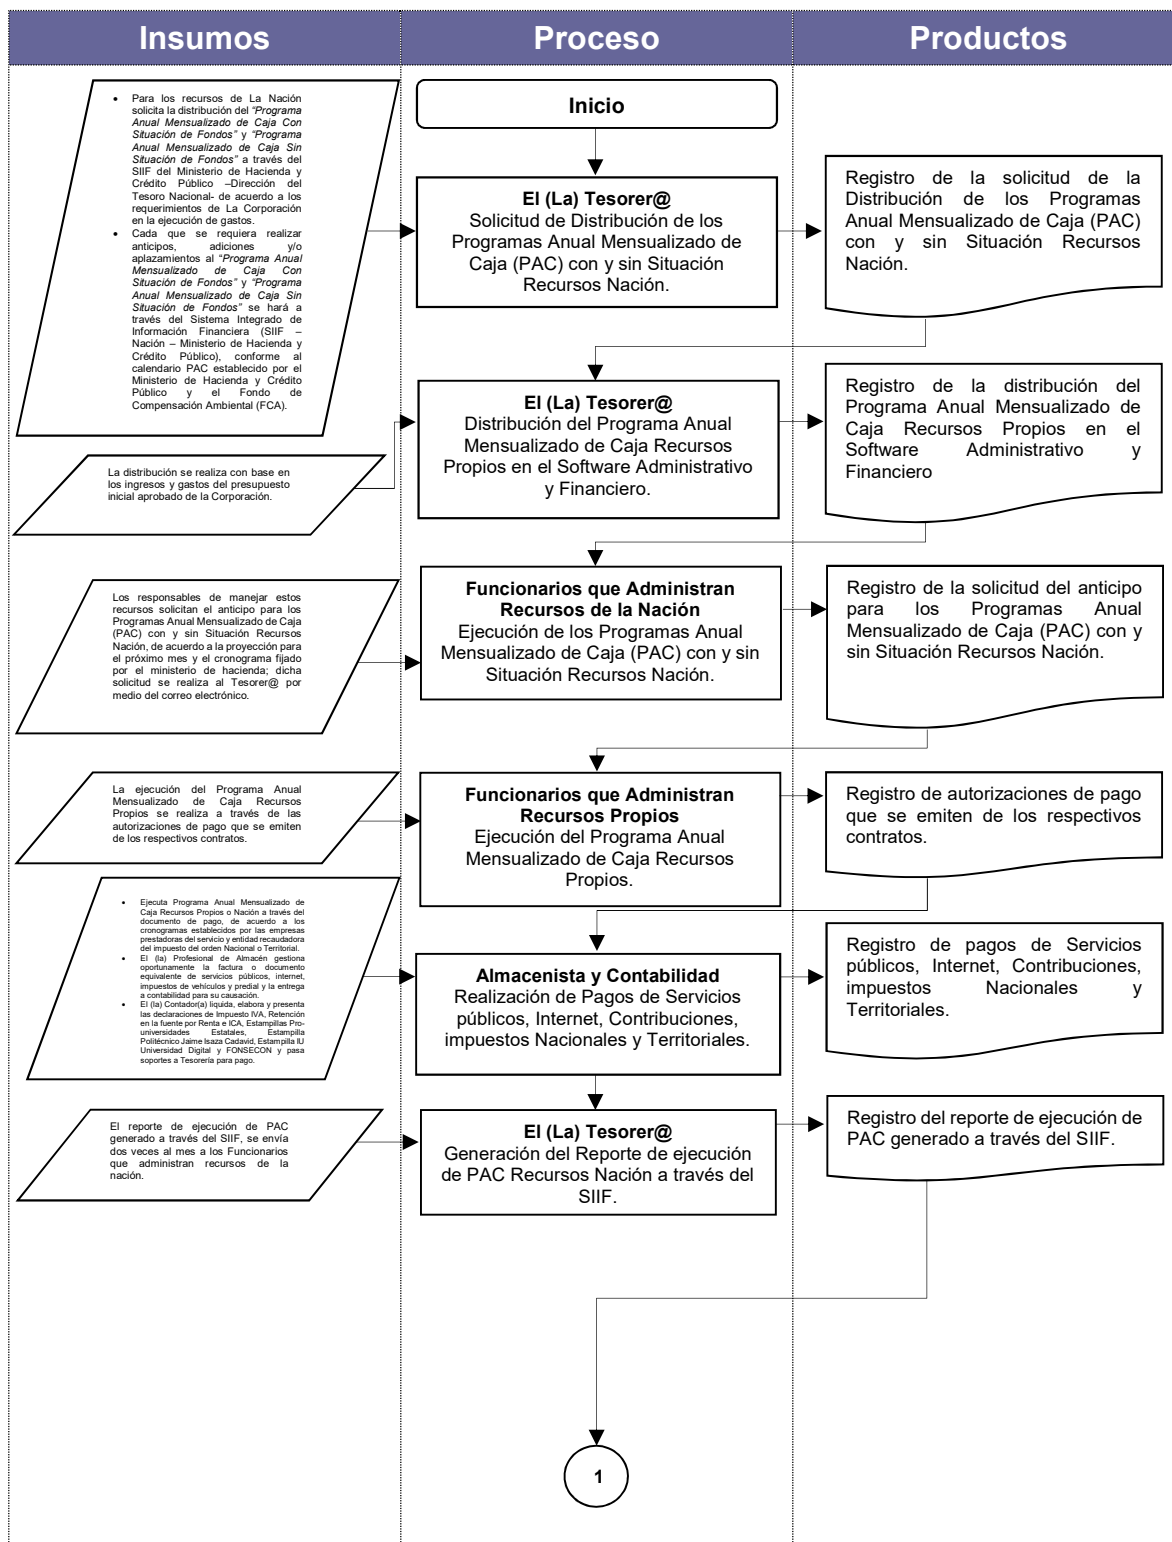 Insumos
Proceso
Productos
Inicio
• Para los recursos de La Nación
solicita la distribución del “Programa
Anual Mensualizado de Caja Con
Situación de Fondos” y “Programa
Anual Mensualizado de Caja Sin
Situación de Fondos” a través del
SIIF del Ministerio de Hacienda y
Crédito Público –Dirección del
Tesoro Nacional- de acuerdo a los
requerimientos de La Corporación
en la ejecución de gastos.
• Cada que se requiera realizar
anticipos, adiciones y/o
aplazamientos al “Programa Anual
Mensualizado de Caja Con
Situación de Fondos” y “Programa
Anual Mensualizado de Caja Sin
Situación de Fondos” se hará a
través del Sistema Integrado de
Información Financiera (SIIF –
Nación – Ministerio de Hacienda y
Crédito Público), conforme al
calendario PAC establecido por el
Ministerio de Hacienda y Crédito
Público y el Fondo de
Compensación Ambiental (FCA).
El (La) Tesorer@
Solicitud de Distribución de los
Programas Anual Mensualizado de
Caja (PAC) con y sin Situación
Recursos Nación.
Registro de la solicitud de la
Distribución de los Programas
Anual Mensualizado de Caja (PAC)
con y sin Situación Recursos
Nación.
La distribución se realiza con base en
los ingresos y gastos del presupuesto
inicial aprobado de la Corporación.
El (La) Tesorer@
Distribución del Programa Anual
Mensualizado de Caja Recursos
Propios en el Software Administrativo
y Financiero.
Registro de la distribución del
Programa Anual Mensualizado de
Caja Recursos Propios en el
Software Administrativo y
Financiero
Los responsables de manejar estos
recursos solicitan el anticipo para los
Programas Anual Mensualizado de Caja
(PAC) con y sin Situación Recursos
Nación, de acuerdo a la proyección para
el próximo mes y el cronograma fijado
por el ministerio de hacienda; dicha
solicitud se realiza al Tesorer@ por
medio del correo electrónico.
Funcionarios que Administran
Recursos de la Nación
Ejecución de los Programas Anual
Mensualizado de Caja (PAC) con y sin
Situación Recursos Nación.
Registro de la solicitud del anticipo
para los Programas Anual
Mensualizado de Caja (PAC) con y
sin Situación Recursos Nación.
La ejecución del Programa Anual
Mensualizado de Caja Recursos
Propios se realiza a través de las
autorizaciones de pago que se emiten
de los respectivos contratos.
Funcionarios que Administran
Recursos Propios
Ejecución del Programa Anual
Mensualizado de Caja Recursos
Propios.
Registro de autorizaciones de pago
que se emiten de los respectivos
contratos.
• Ejecuta Programa Anual Mensualizado de
Caja Recursos Propios o Nación a través del
documento de pago, de acuerdo a los
cronogramas establecidos por las empresas
prestadoras del servicio y entidad recaudadora
del impuesto del orden Nacional o Territorial.
• El (la) Profesional de Almacén gestiona
oportunamente la factura o documento
equivalente de servicios públicos, internet,
impuestos de vehículos y predial y la entrega
a contabilidad para su causación.
• El (la) Contador(a) liquida, elabora y presenta
las declaraciones de Impuesto IVA, Retención
en la fuente por Renta e ICA, Estampillas Pro-
universidades Estatales, Estampilla
Politécnico Jaime Isaza Cadavid, Estampilla IU
Universidad Digital y FONSECON y pasa
soportes a Tesorería para pago.
Almacenista y Contabilidad
Realización de Pagos de Servicios
públicos, Internet, Contribuciones,
impuestos Nacionales y Territoriales.
Registro de pagos de Servicios
públicos, Internet, Contribuciones,
impuestos Nacionales y
Territoriales.
El reporte de ejecución de PAC
generado a través del SIIF, se envía
dos veces al mes a los Funcionarios
que administran recursos de la
nación.
El (La) Tesorer@
Generación del Reporte de ejecución
de PAC Recursos Nación a través del
SIIF.
Registro del reporte de ejecución de
PAC generado a través del SIIF.
1